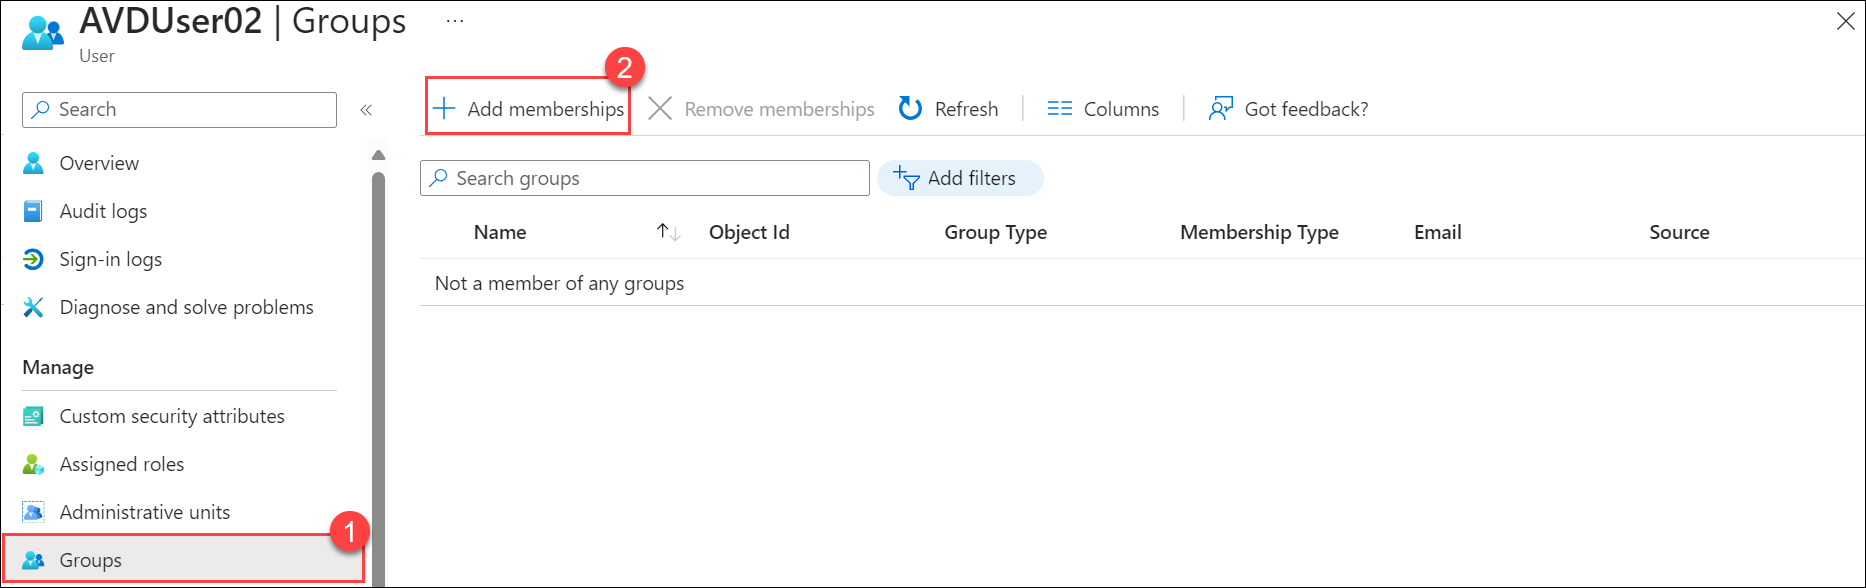 AVDUser02 | Groups ...
User
Search «
Overview
Audit logs
Sign-in logs
Diagnose and solve problems
Manage
Custom security attributes
Assigned roles
Administrative units
1
Groups
2
Add memberships Remove memberships Refresh Columns Got feedback?
Search groups Add filters
Name Object Id Group Type Membership Type Email Source
Not a member of any groups